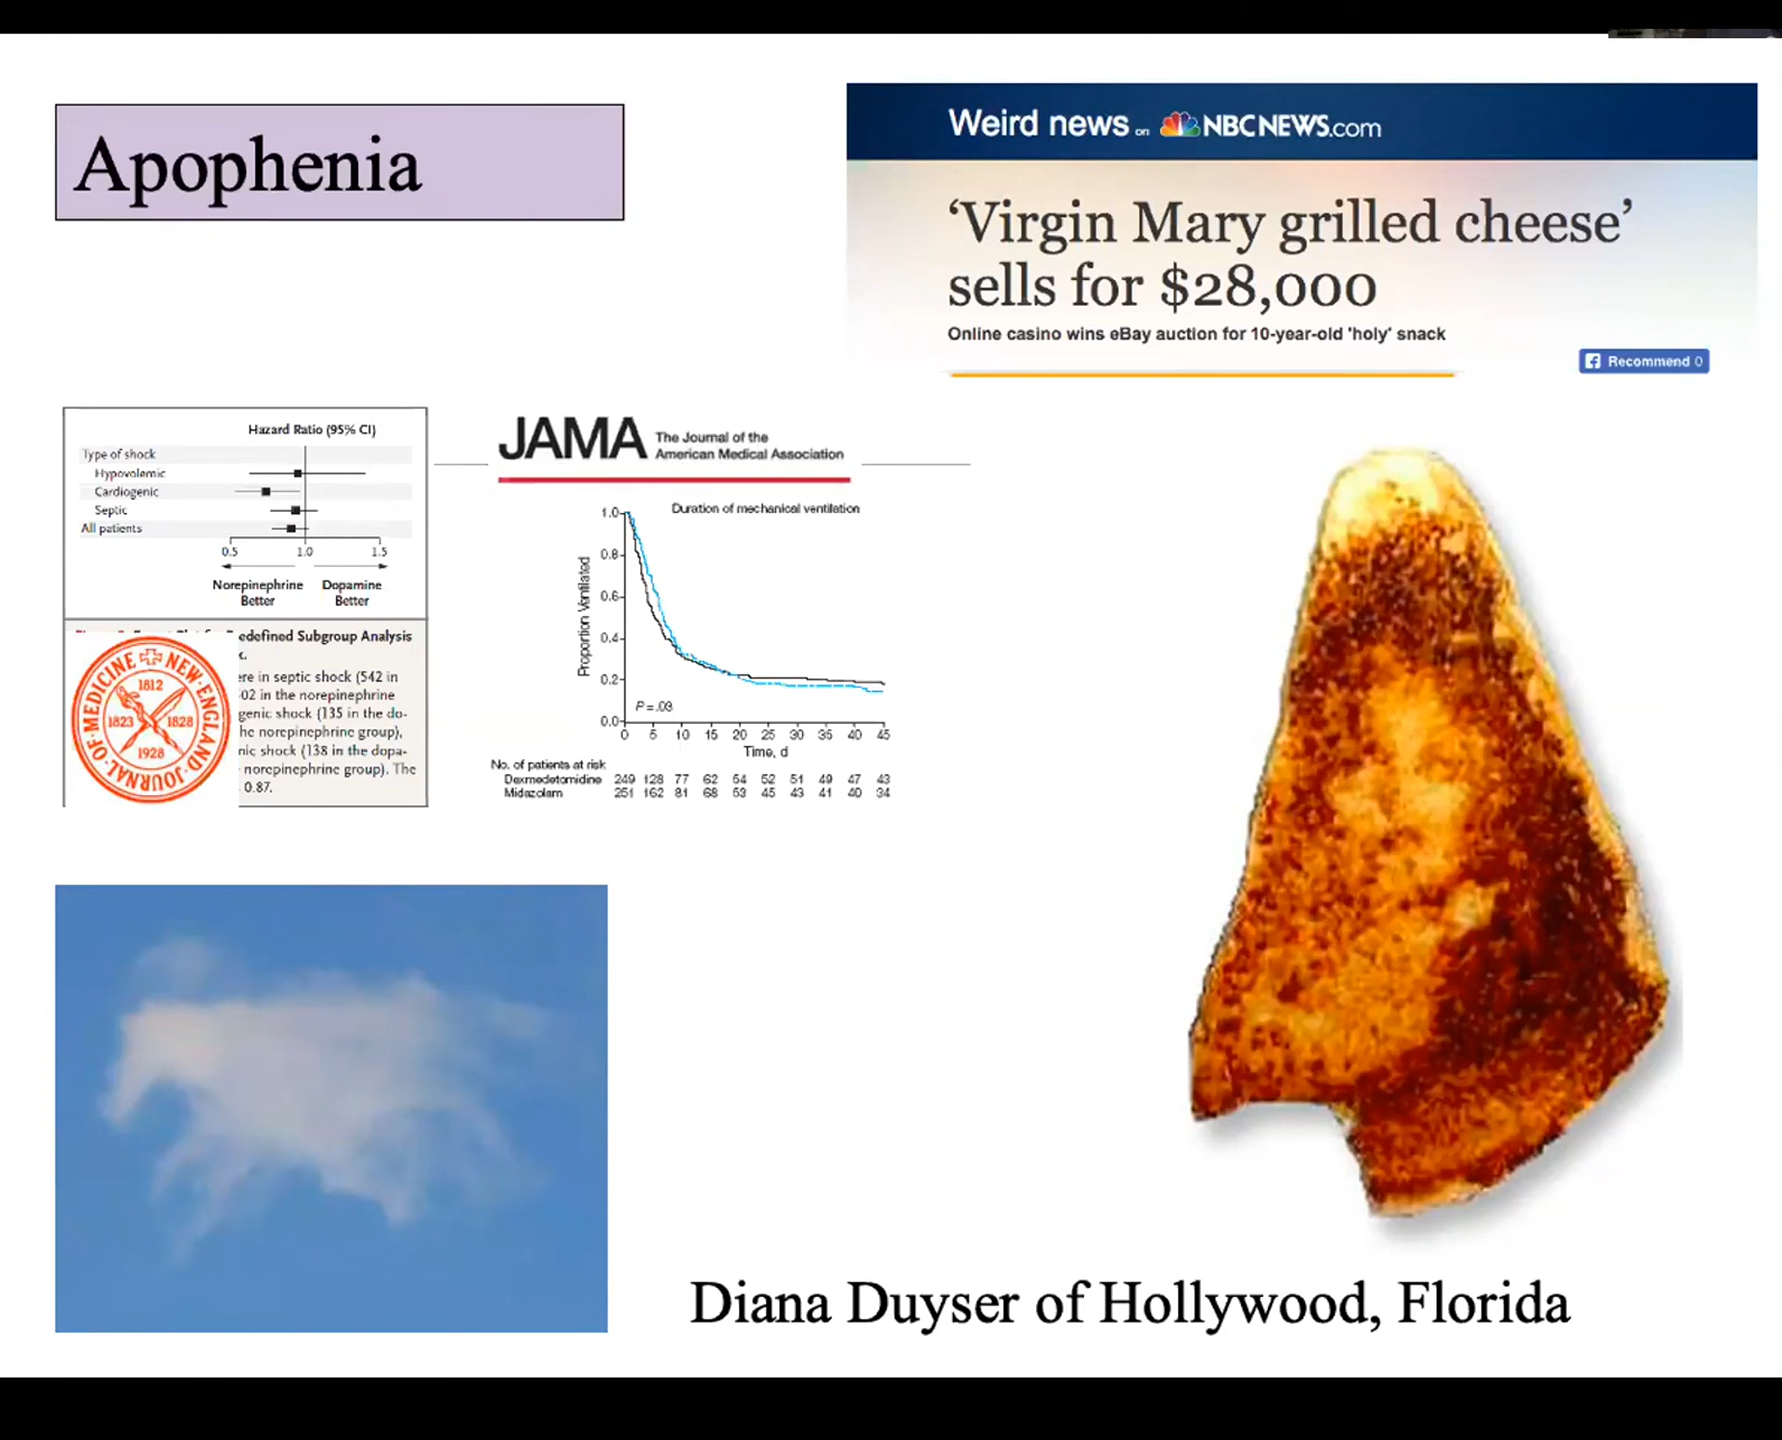 Apophenia
Weird news on NBCNEWS.com
‘Virgin Mary grilled cheese’
sells for $28,000
Online casino wins eBay auction for 10-year-old 'holy' snack
Recommend 0
Hazard Ratio (95% CI)
Type of shock
Hypovolemic
Cardiogenic
Septic
All patients
0.5 1.0 1.5
Norepinephrine Better
Dopamine Better
edefined Subgroup Analysis
ere in septic shock (542 in
02 in the norepinephrine
genic shock (135 in the do-
he norepinephrine group),
nic shock (138 in the dopa-
norepinephrine group). The
0.87.
NEW ENGLAND JOURNAL OF MEDICINE
1812
1823 1828
1928
JAMA The Journal of the
American Medical Association
Duration of mechanical ventilation
Proportion Ventilated
1.0
0.8
0.6
0.4
0.2
0.0
P = .03
0 5 10 15 20 25 30 35 40 45
Time, d
No. of patients at risk
Dexmedetomidine 249 128 77 62 54 52 51 49 47 43
Midazolam 251 162 81 68 53 45 43 41 40 34
Diana Duyser of Hollywood, Florida